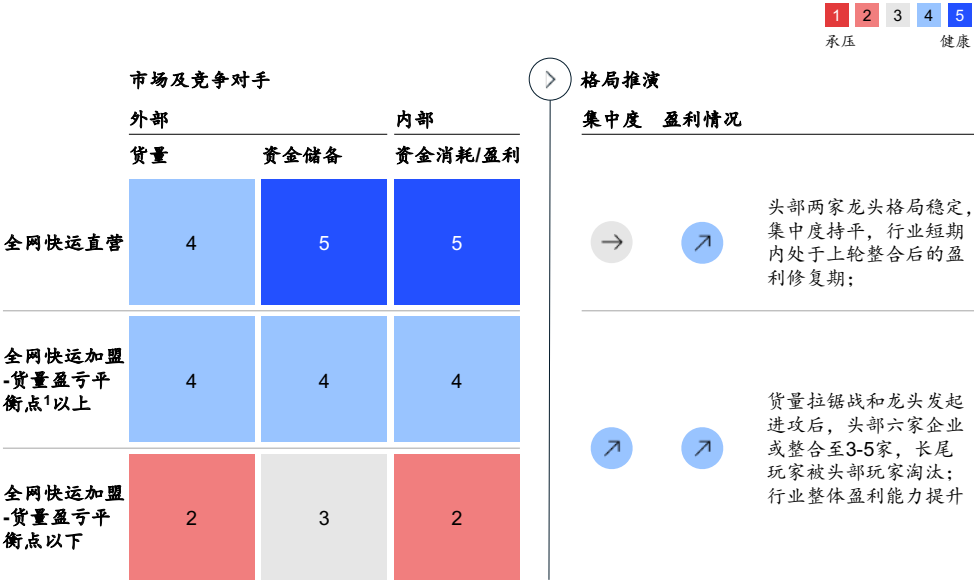 1 2 3 4 5
承压 健康
市场及竞争对手
格局推演
外部 内部
集中度 盈利情况
货量 资金储备 资金消耗/盈利
全网快运直营
4 5 5
头部两家龙头格局稳定,
集中度持平，行业短期
内处于上轮整合后的盈
利修复期；
全网快运加盟
-货量盈亏平
衡点¹以上
4 4 4
货量拉锯战和龙头发起
进攻后，头部六家企业
或整合至3-5家，长尾
玩家被头部玩家淘汰；
行业整体盈利能力提升
全网快运加盟
-货量盈亏平
衡点以下
2 3 2